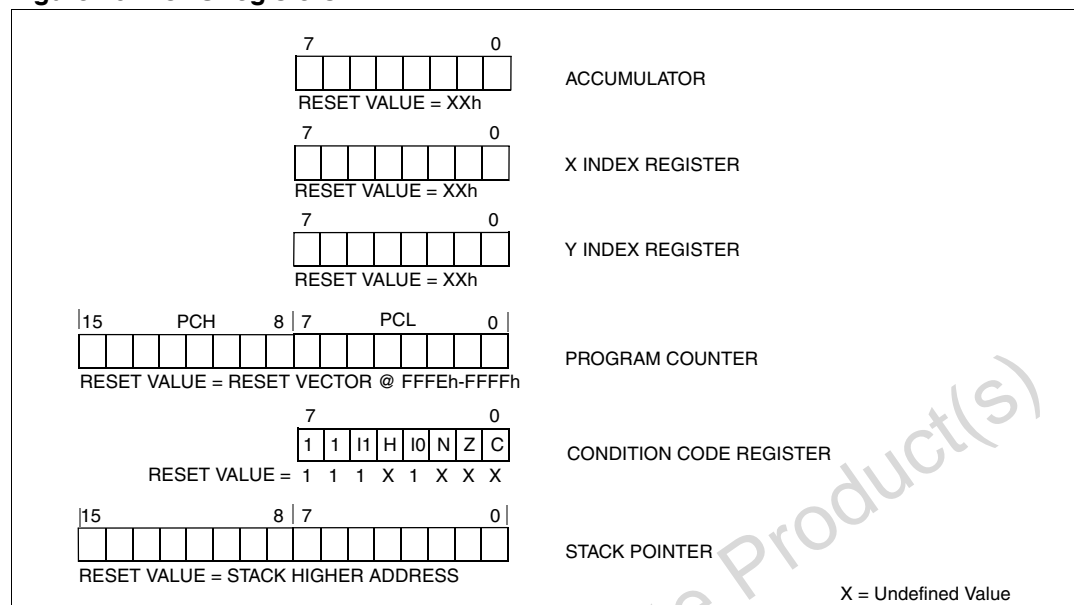 7 0
ACCUMULATOR
RESET VALUE = XXh
7 0
X INDEX REGISTER
RESET VALUE = XXh
7 0
Y INDEX REGISTER
RESET VALUE = XXh
15 PCH 8 7 PCL 0
PROGRAM COUNTER
RESET VALUE = RESET VECTOR @ FFFEh-FFFFh
7 0
1 1 I1 H I0 N Z C
CONDITION CODE REGISTER
RESET VALUE = 1 1 1 X 1 X X X
15 8 7 0
STACK POINTER
RESET VALUE = STACK HIGHER ADDRESS
X = Undefined Value
Product(s)